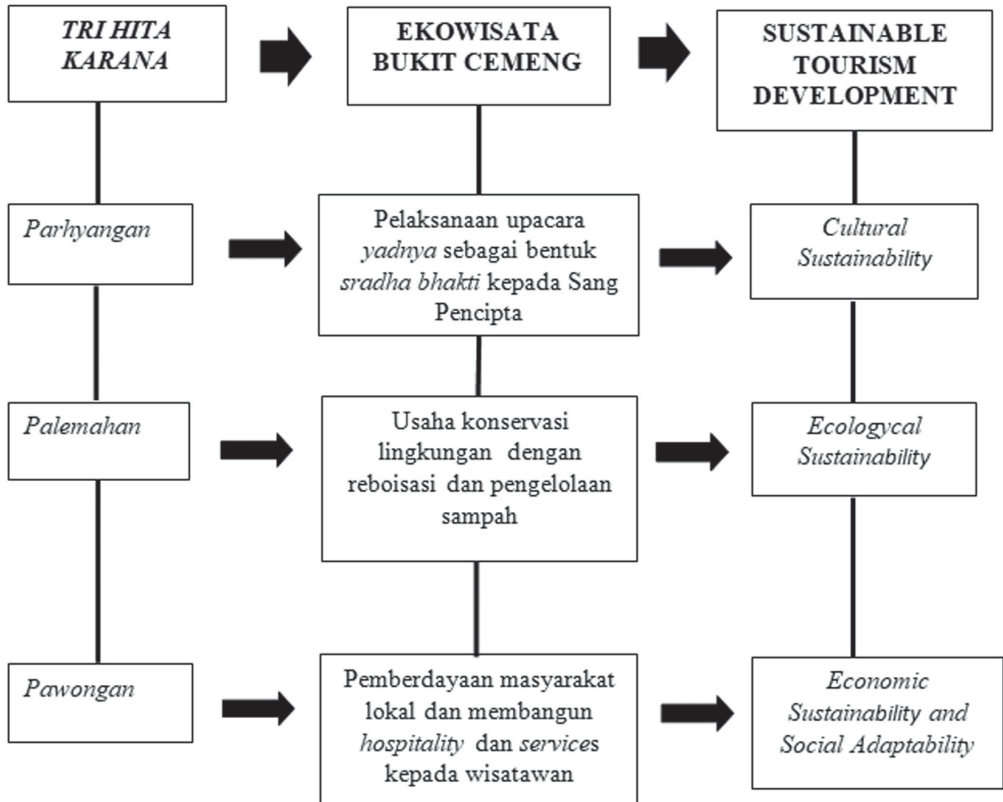 TRI HITA
KARANA
EKOWISATA
BUKIT CEMENG
SUSTAINABLE
TOURISM
DEVELOPMENT
Parhyangan
Pelaksanaan upacara
yadnya sebagai bentuk
sradha bhakti kepada Sang
Pencipta
Cultural
Sustainability
Palemahan
Usaha konservasi
lingkungan dengan
reboisasi dan pengelolaan
sampah
Ecologycal
Sustainability
Pawongan
Pemberdayaan masyarakat
lokal dan membangun
hospitality dan services
kepada wisatawan
Economic
Sustainability and
Social Adaptability